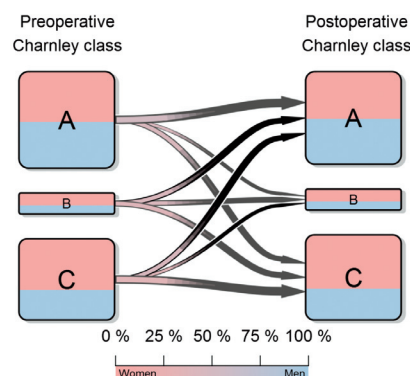 Preoperative
Charnley class
Postoperative
Charnley class
A
A
B
B
C
C
0 % 25 % 50 % 75 % 100 %
Women
Men